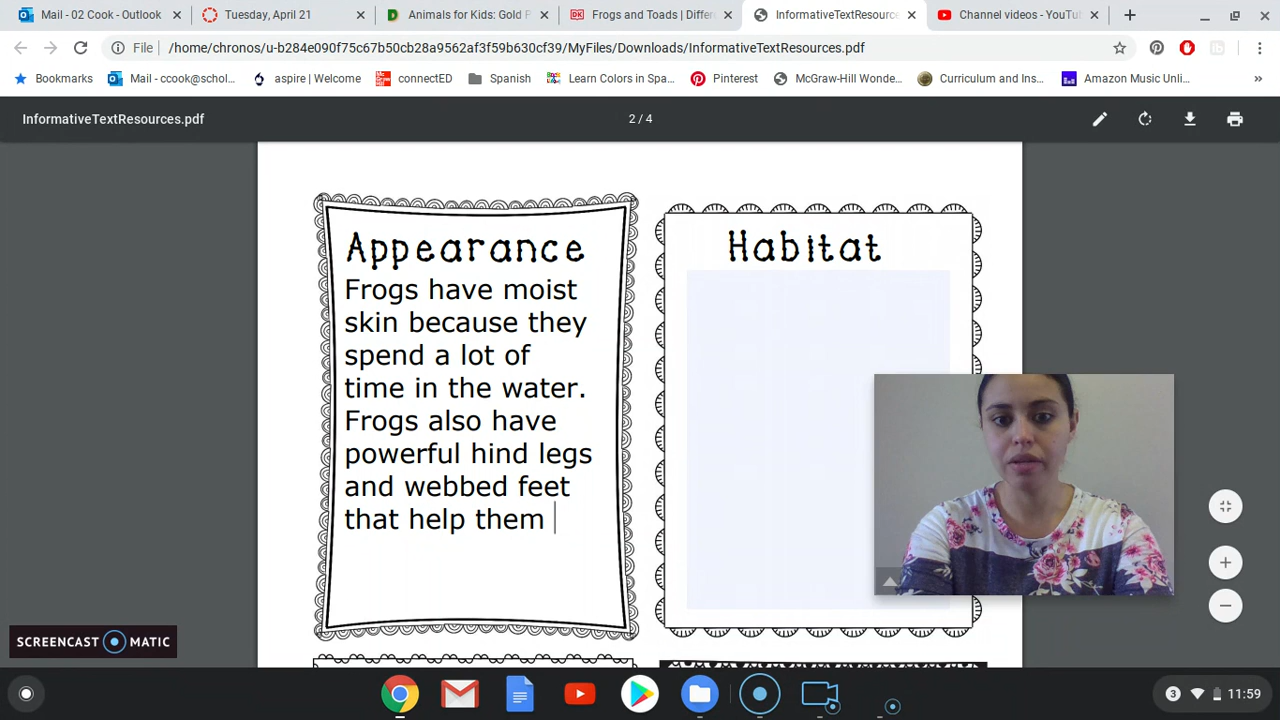 Mail - 02 Cook - Outlook
Tuesday, April 21
Animals for Kids: Gold P
Frogs and Toads | Differ
InformativeTextResourc
Channel videos - YouTu
File
/home/chronos/u-b284e090f75c67b50cb28a9562af3f59b630cf39/MyFiles/Downloads/InformativeTextResources.pdf
Bookmarks
Mail - ccook@schol...
aspire | Welcome
connectED
Spanish
Learn Colors in Spa...
Pinterest
McGraw-Hill Wonde...
Curriculum and Ins...
Amazon Music Unli...
InformativeTextResources.pdf
2 / 4
Appearance
Frogs have moist
skin because they
spend a lot of
time in the water.
Frogs also have
powerful hind legs
and webbed feet
that help them
Habitat
SCREENCAST MATIC
3
11:59